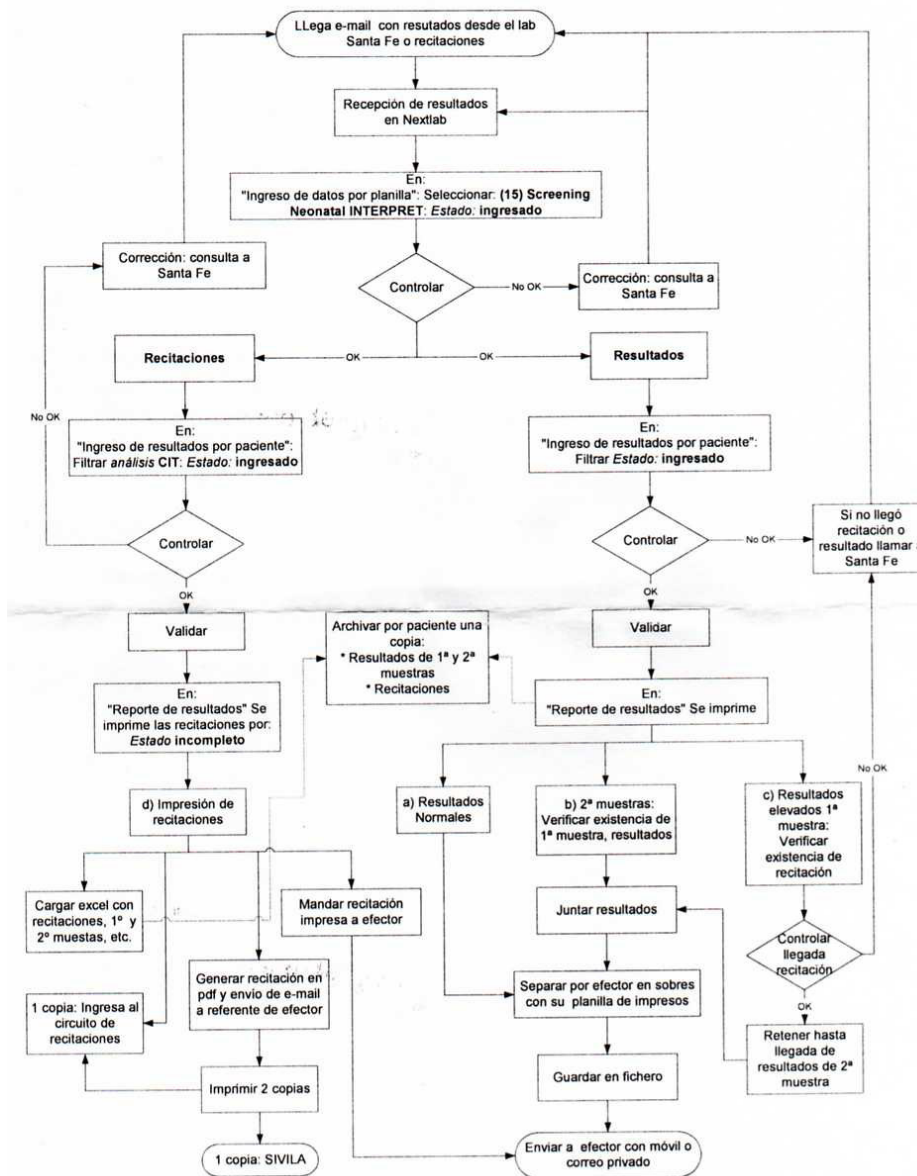 LLega e-mail con resutados desde el lab
Santa Fe o recitaciones
Recepción de resultados
en Nextlab
En:
"Ingreso de datos por planilla": Seleccionar: (15) Screening
Neonatal INTERPRET: Estado: ingresado
Corrección: consulta a
Santa Fe
Controlar
No OK
Corrección: consulta a
Santa Fe
OK
OK
Recitaciones
Resultados
No OK
En:
"Ingreso de resultados por paciente":
Filtrar análisis CIT: Estado: ingresado
En:
"Ingreso de resultados por paciente":
Filtrar Estado: ingresado
Controlar
Controlar
No OK
Si no llegó
recitación o
resultado llamar
Santa Fe
OK
OK
Validar
Archivar por paciente una
copia:
* Resultados de 1ª y 2ª
muestras
* Recitaciones
Validar
En:
"Reporte de resultados" Se
imprime las recitaciones por:
Estado incompleto
En:
"Reporte de resultados" Se imprime
No OK
d) Impresión de
recitaciones
a) Resultados
Normales
b) 2ª muestras:
Verificar existencia de
1ª muestra, resultados
c) Resultados
elevados 1ª
muestra:
Verificar
existencia de
recitación
Cargar excel con
recitaciones, 1º y
2º muestas, etc.
Mandar recitación
impresa a efector
Juntar resultados
Controlar
llegada
recitación
Generar recitación en
pdf y envío de e-mail
a referente de efector
Separar por efector en sobres
con su planilla de impresos
1 copia: Ingresa al
circuito de
recitaciones
OK
Retener hasta
llegada de
resultados de 2ª
muestra
Imprimir 2 copias
Guardar en fichero
1 copia: SIVILA
Enviar a efector con móvil o
correo privado